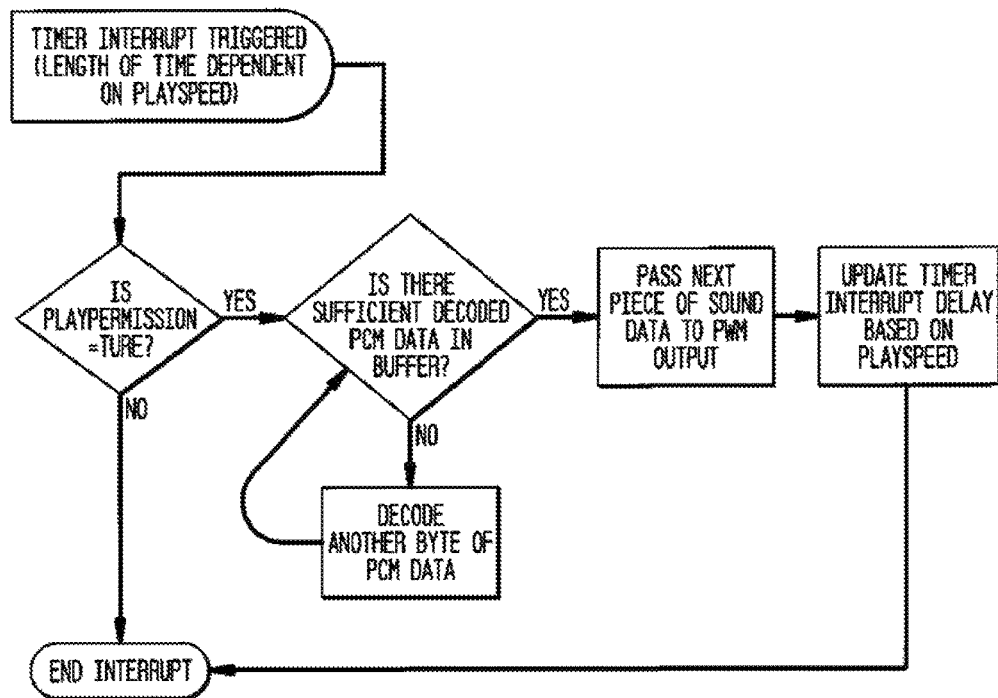 TIMER INTERRUPT TRIGGERED
(LENGTH OF TIME DEPENDENT
ON PLAYSPEED)
IS
PLAYPERMISSION
=TURE?
YES
NO
IS THERE
SUFFICIENT DECODED
PCM DATA IN
BUFFER?
YES
NO
PASS NEXT
PIECE OF SOUND
DATA TO PWM
OUTPUT
UPDATE TIMER
INTERRUPT DELAY
BASED ON
PLAYSPEED
DECODE
ANOTHER BYTE OF
PCM DATA
END INTERRUPT